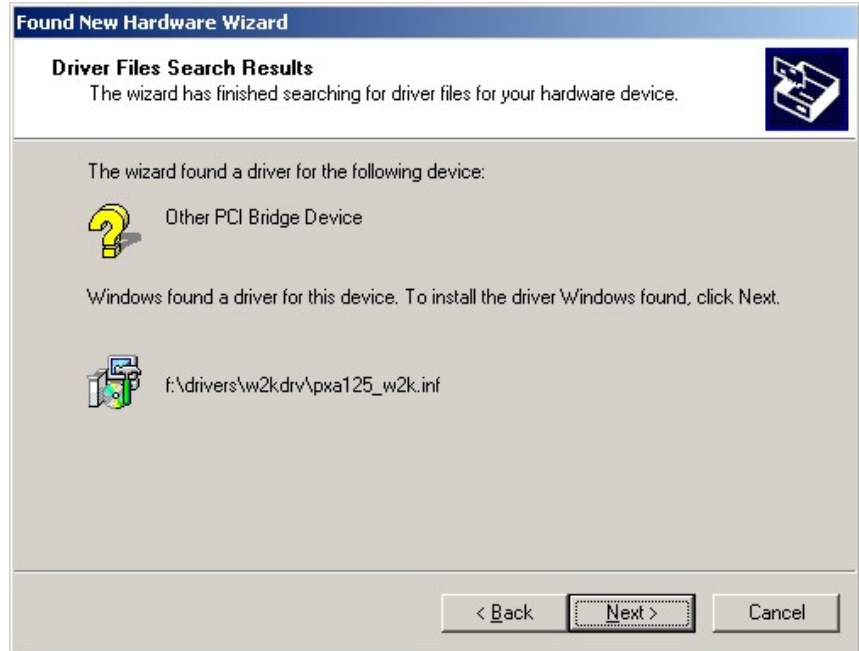 Found New Hardware Wizard
Driver Files Search Results
The wizard has finished searching for driver files for your hardware device.
The wizard found a driver for the following device:
Other PCI Bridge Device
Windows found a driver for this device. To install the driver Windows found, click Next.
f:\drivers\w2kdrv\pxa125_w2k.inf
< Back
Next >
Cancel